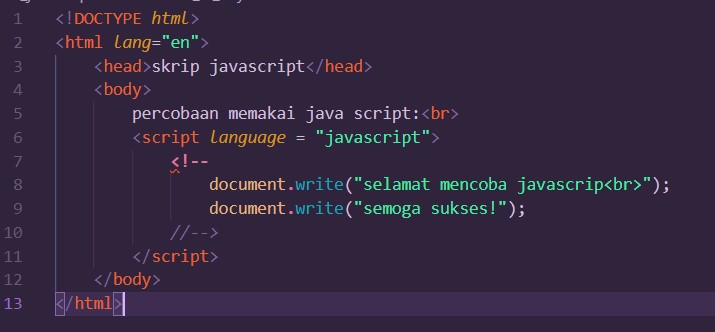 1 <!DOCTYPE html>
2 <html lang="en">
3     <head>skrip javascript</head>
4     <body>
5         percobaan memakai java script:<br>
6         <script language = "javascript">
7             <!--
8                 document.write("selamat mencoba javascrip<br>");
9                 document.write("semoga sukses!");
10             //-->
11         </script>
12     </body>
13 </html>